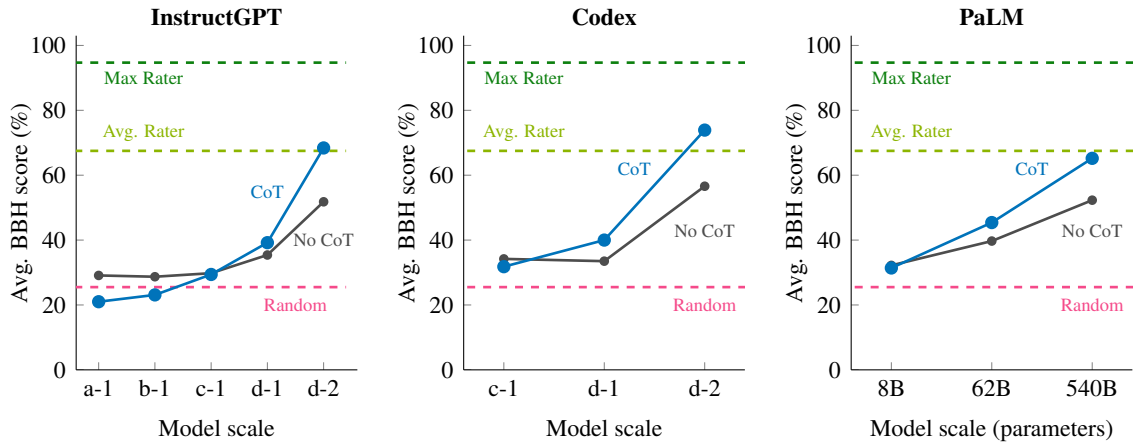 InstructGPT
100
80
60
40
20
0
Avg. BBH score (%)
Max Rater
Avg. Rater
CoT
No CoT
Random
a-1 b-1 c-1 d-1 d-2
Model scale
Codex
100
80
60
40
20
0
Avg. BBH score (%)
Max Rater
Avg. Rater
CoT
No CoT
Random
c-1 d-1 d-2
Model scale
PaLM
100
80
60
40
20
0
Avg. BBH score (%)
Max Rater
Avg. Rater
CoT
No CoT
Random
8B 62B 540B
Model scale (parameters)